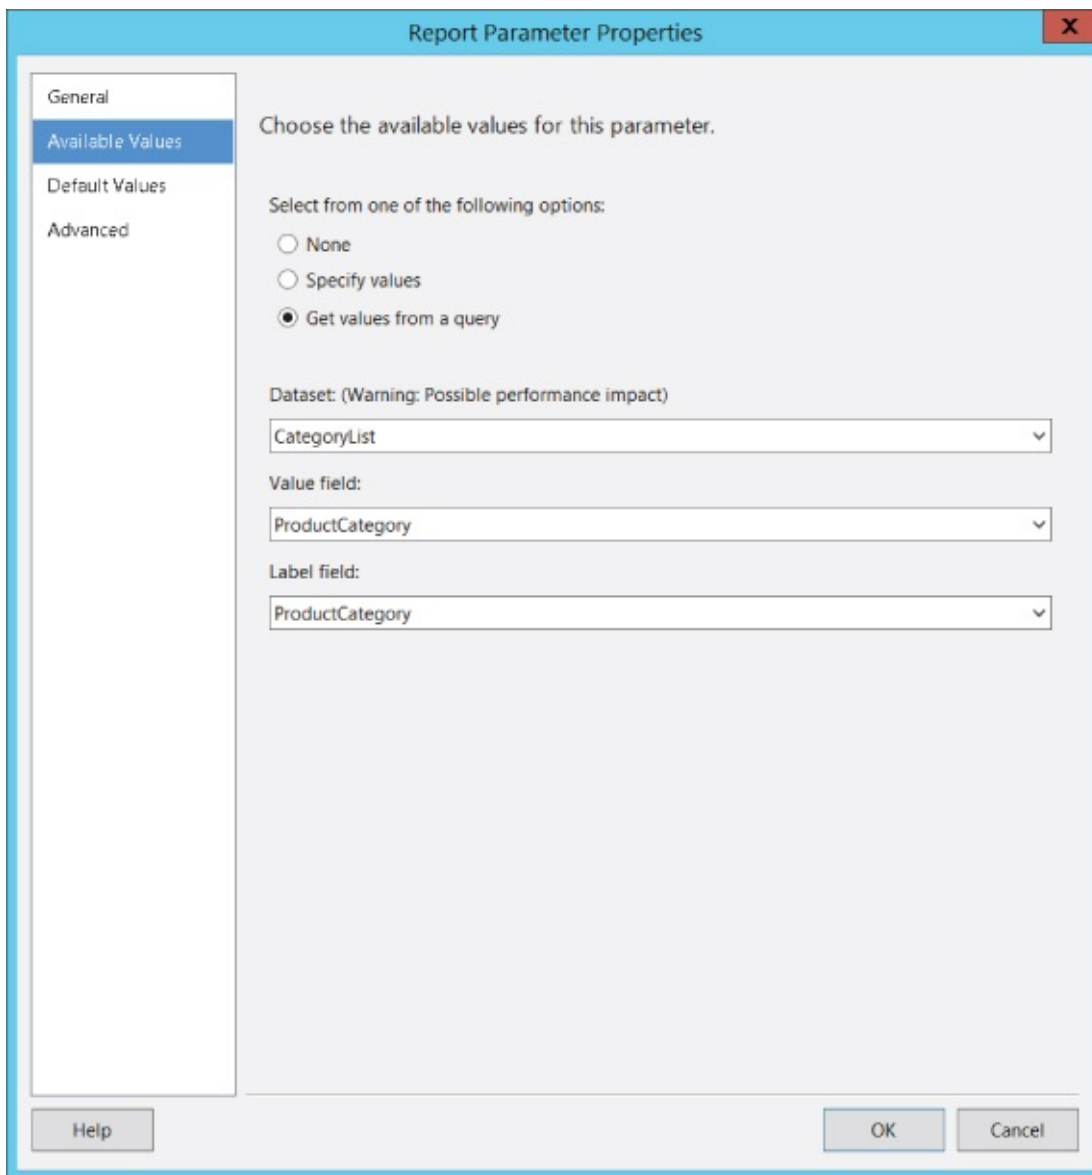 Report Parameter Properties
X
General
Available Values
Default Values
Advanced
Choose the available values for this parameter.
Select from one of the following options:
None
Specify values
Get values from a query
Dataset: (Warning: Possible performance impact)
CategoryList
Value field:
ProductCategory
Label field:
ProductCategory
Help
OK
Cancel